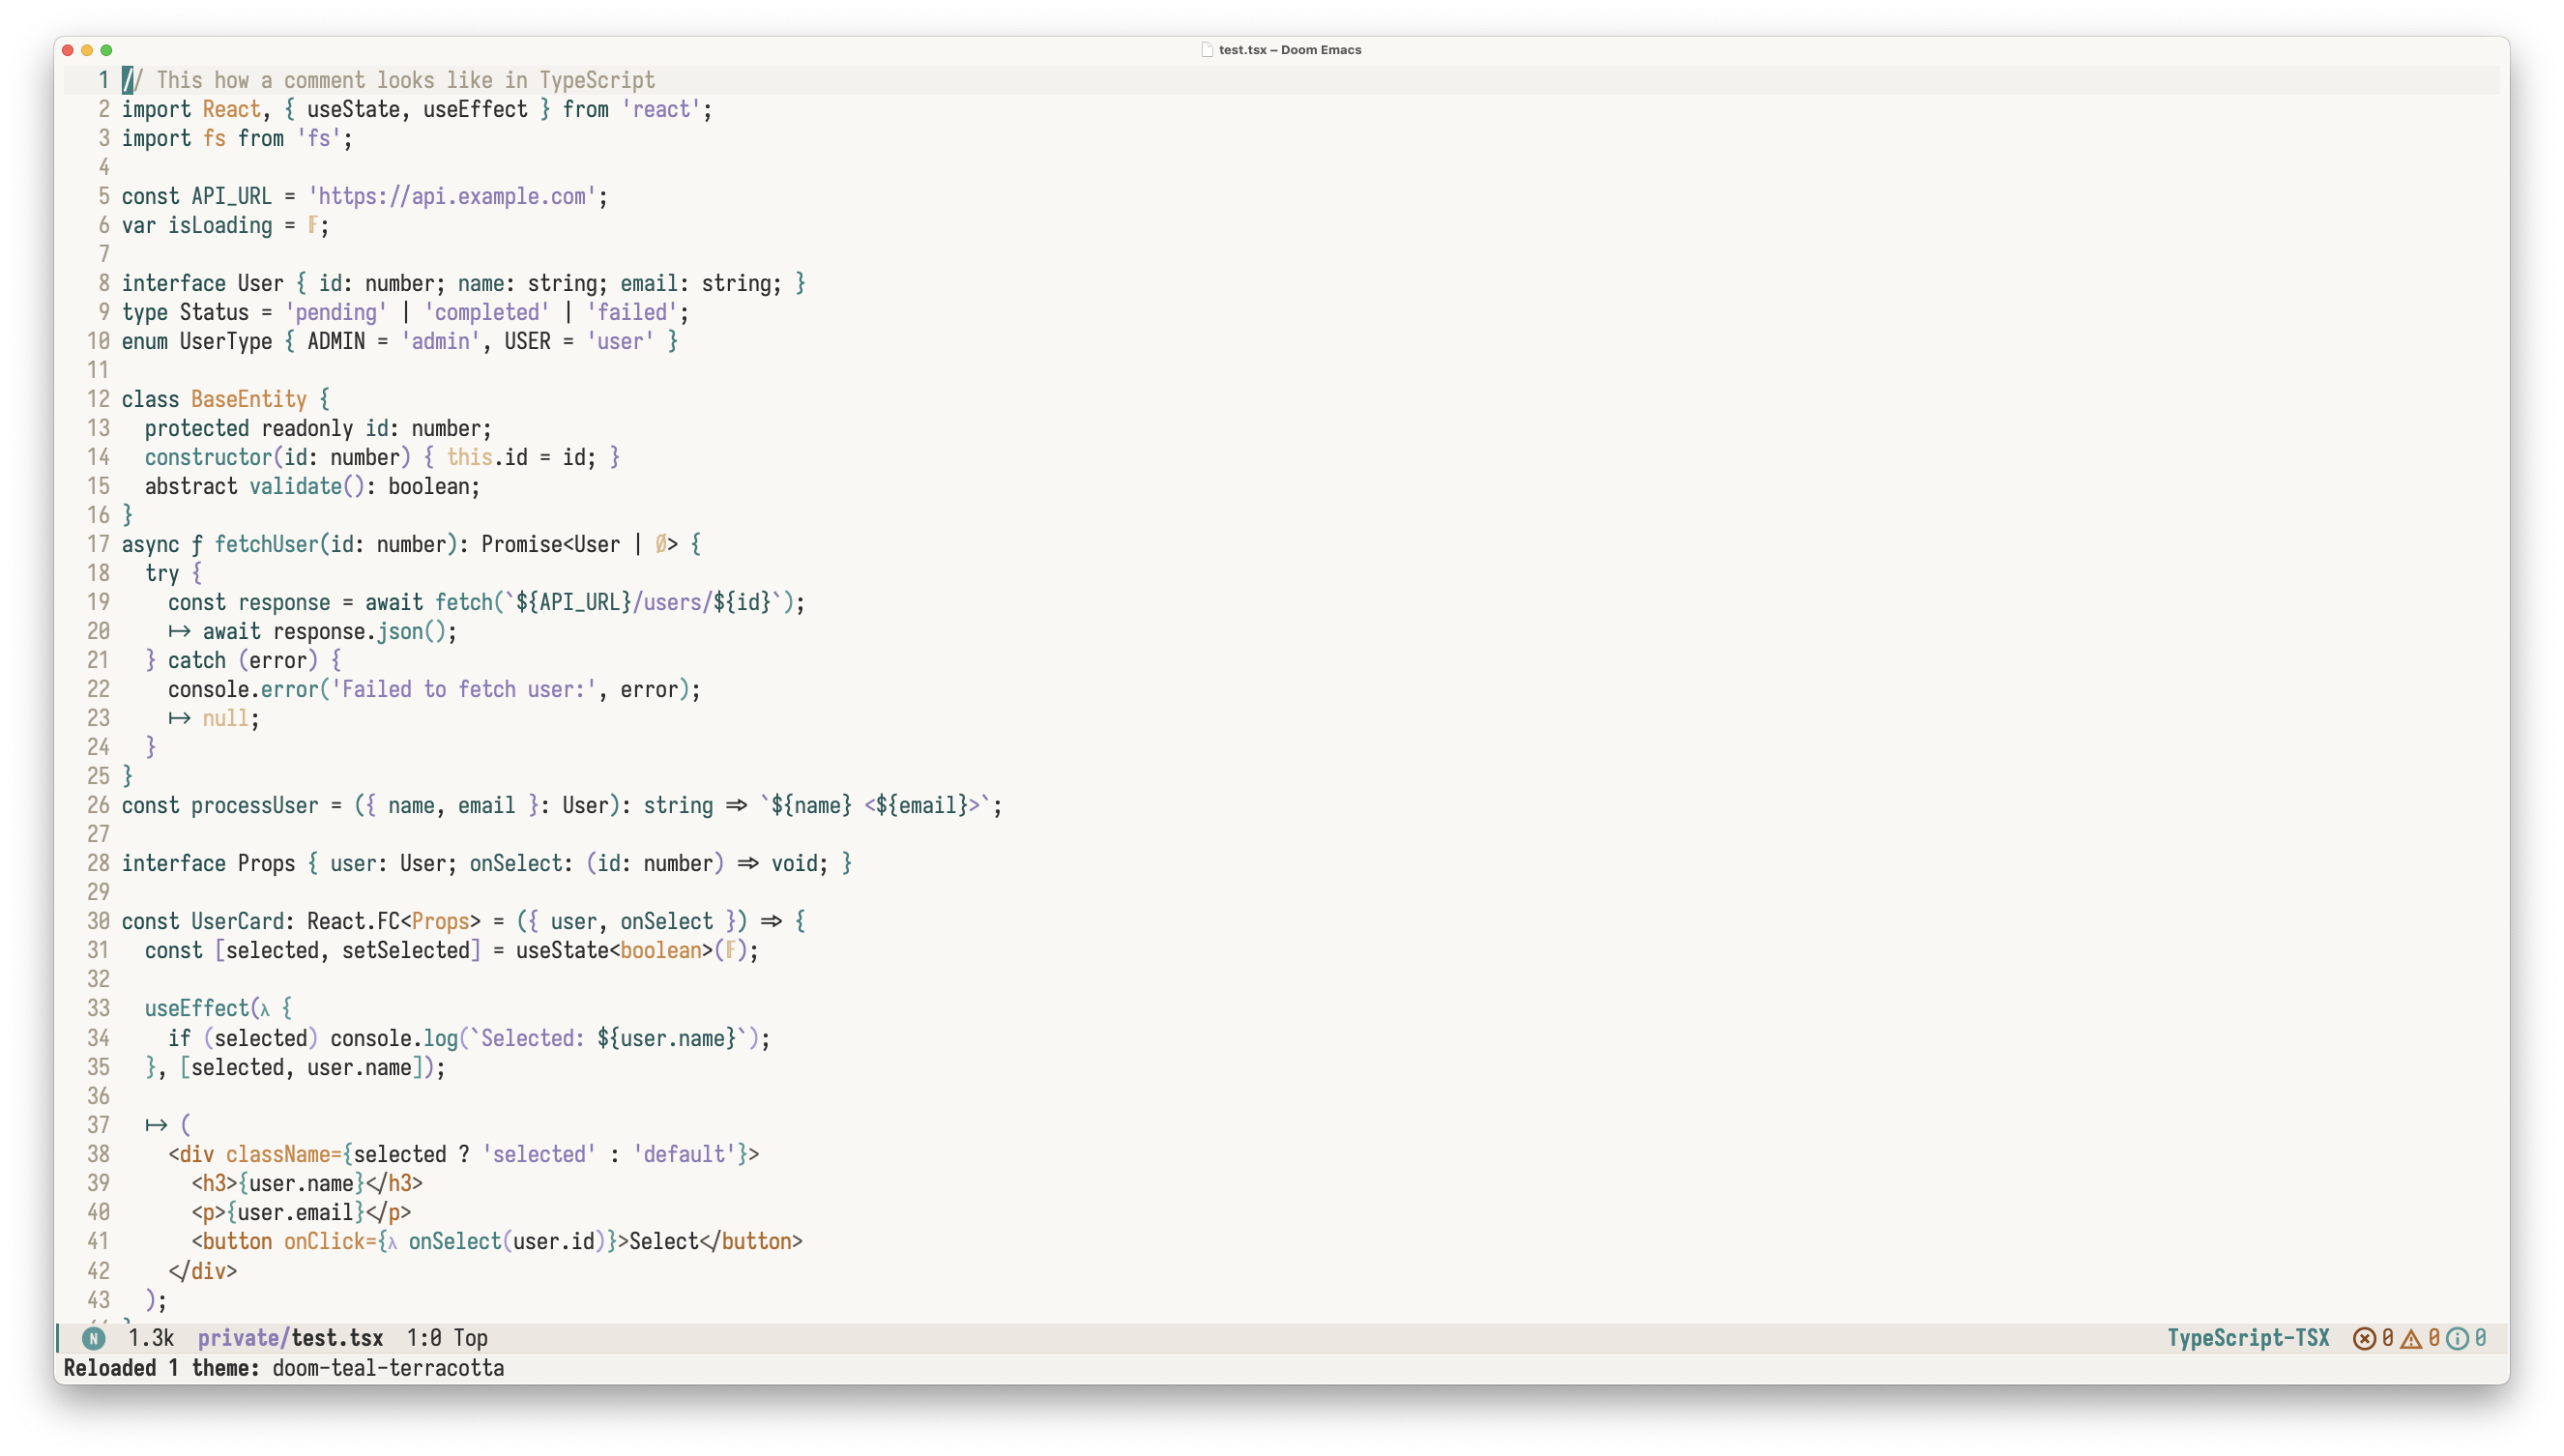 test.tsx – Doom Emacs
1 // This how a comment looks like in TypeScript
2 import React, { useState, useEffect } from 'react';
3 import fs from 'fs';
4
5 const API_URL = 'https://api.example.com';
6 var isLoading = 𝔽;
7
8 interface User { id: number; name: string; email: string; }
9 type Status = 'pending' | 'completed' | 'failed';
10 enum UserType { ADMIN = 'admin', USER = 'user' }
11
12 class BaseEntity {
13   protected readonly id: number;
14   constructor(id: number) { this.id = id; }
15   abstract validate(): boolean;
16 }
17 async ƒ fetchUser(id: number): Promise<User | Ø> {
18   try {
19     const response = await fetch(`${API_URL}/users/${id}`);
20     ↦ await response.json();
21   } catch (error) {
22     console.error('Failed to fetch user:', error);
23     ↦ null;
24   }
25 }
26 const processUser = ({ name, email }: User): string ⇒ `${name} <${email}>`;
27
28 interface Props { user: User; onSelect: (id: number) ⇒ void; }
29
30 const UserCard: React.FC<Props> = ({ user, onSelect }) ⇒ {
31   const [selected, setSelected] = useState<boolean>(𝔽);
32
33   useEffect(λ {
34     if (selected) console.log(`Selected: ${user.name}`);
35   }, [selected, user.name]);
36
37   ↦ (
38     <div className={selected ? 'selected' : 'default'}>
39       <h3>{user.name}</h3>
40       <p>{user.email}</p>
41       <button onClick={λ onSelect(user.id)}>Select</button>
42     </div>
43   );
N 1.3k private/test.tsx 1:0 Top TypeScript-TSX 0 0 0
Reloaded 1 theme: doom-teal-terracotta